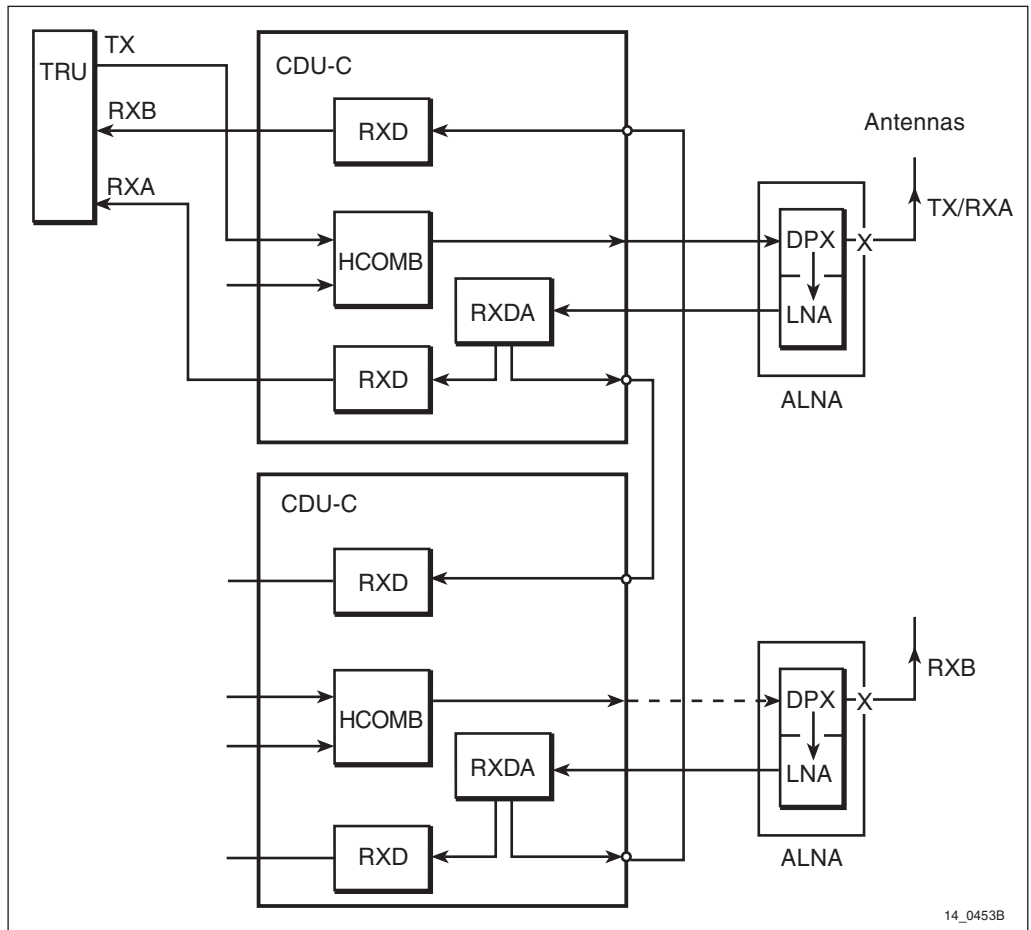 TRU
TX
RXB
RXA
CDU-C
RXD
HCOMB
RXDA
RXD
Antennas
TX/RXA
DPX
X
LNA
ALNA
CDU-C
RXD
HCOMB
RXDA
RXD
RXB
DPX
X
LNA
ALNA
14_0453B